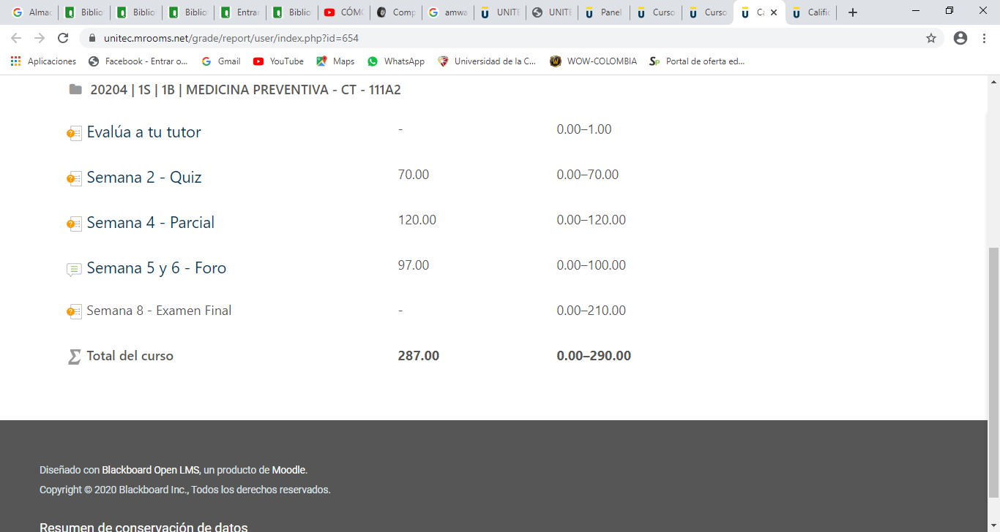 Almac
Biblio
Biblio
Biblio
Entrar
Biblio
CÓMO
Comp
amwa
UNITE
UNITE
Panel
Curso
Curso
Ca
Calific
unitec.mrooms.net/grade/report/user/index.php?id=654
Aplicaciones
Facebook - Entrar o...
Gmail
YouTube
Maps
WhatsApp
Universidad de la C...
WOW-COLOMBIA
Portal de oferta ed...
20204 | 1S | 1B | MEDICINA PREVENTIVA - CT - 111A2
Evalúa a tu tutor - 0.00–1.00
Semana 2 - Quiz 70.00 0.00–70.00
Semana 4 - Parcial 120.00 0.00–120.00
Semana 5 y 6 - Foro 97.00 0.00–100.00
Semana 8 - Examen Final - 0.00–210.00
Total del curso 287.00 0.00–290.00
Diseñado con Blackboard Open LMS, un producto de Moodle.
Copyright © 2020 Blackboard Inc., Todos los derechos reservados.
Resumen de conservación de datos